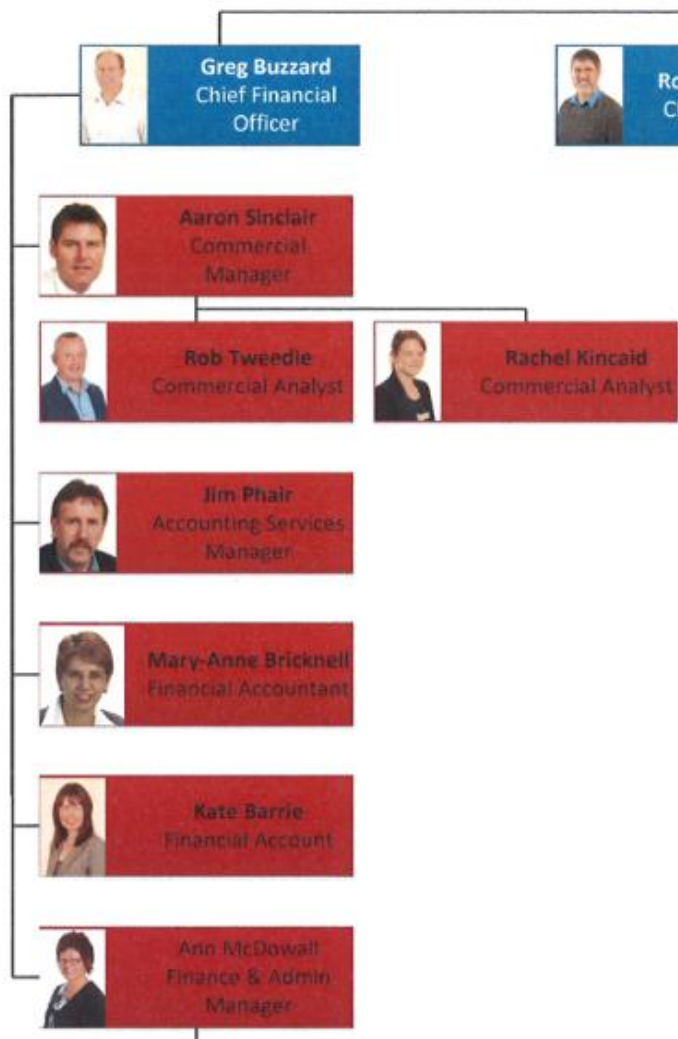 Greg Buzzard
Chief Financial
Officer
Aaron Sinclair
Commercial
Manager
Rob Tweedie
Commercial Analyst
Rachel Kincaid
Commercial Analyst
Jim Phair
Accounting Services
Manager
Mary-Anne Bricknell
Financial Accountant
Kate Barrie
Financial Account
Ann McDowall
Finance & Admin
Manager